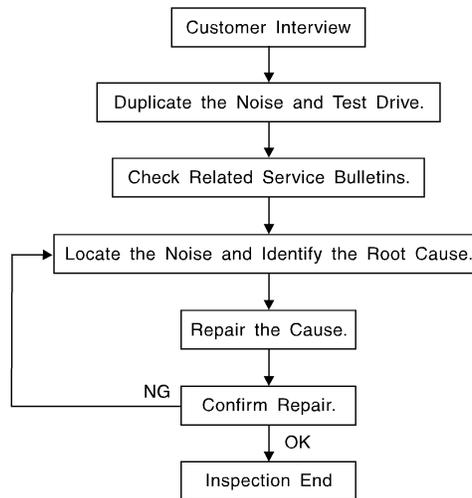 Customer Interview
Duplicate the Noise and Test Drive.
Check Related Service Bulletins.
Locate the Noise and Identify the Root Cause.
Repair the Cause.
NG
Confirm Repair.
OK
Inspection End